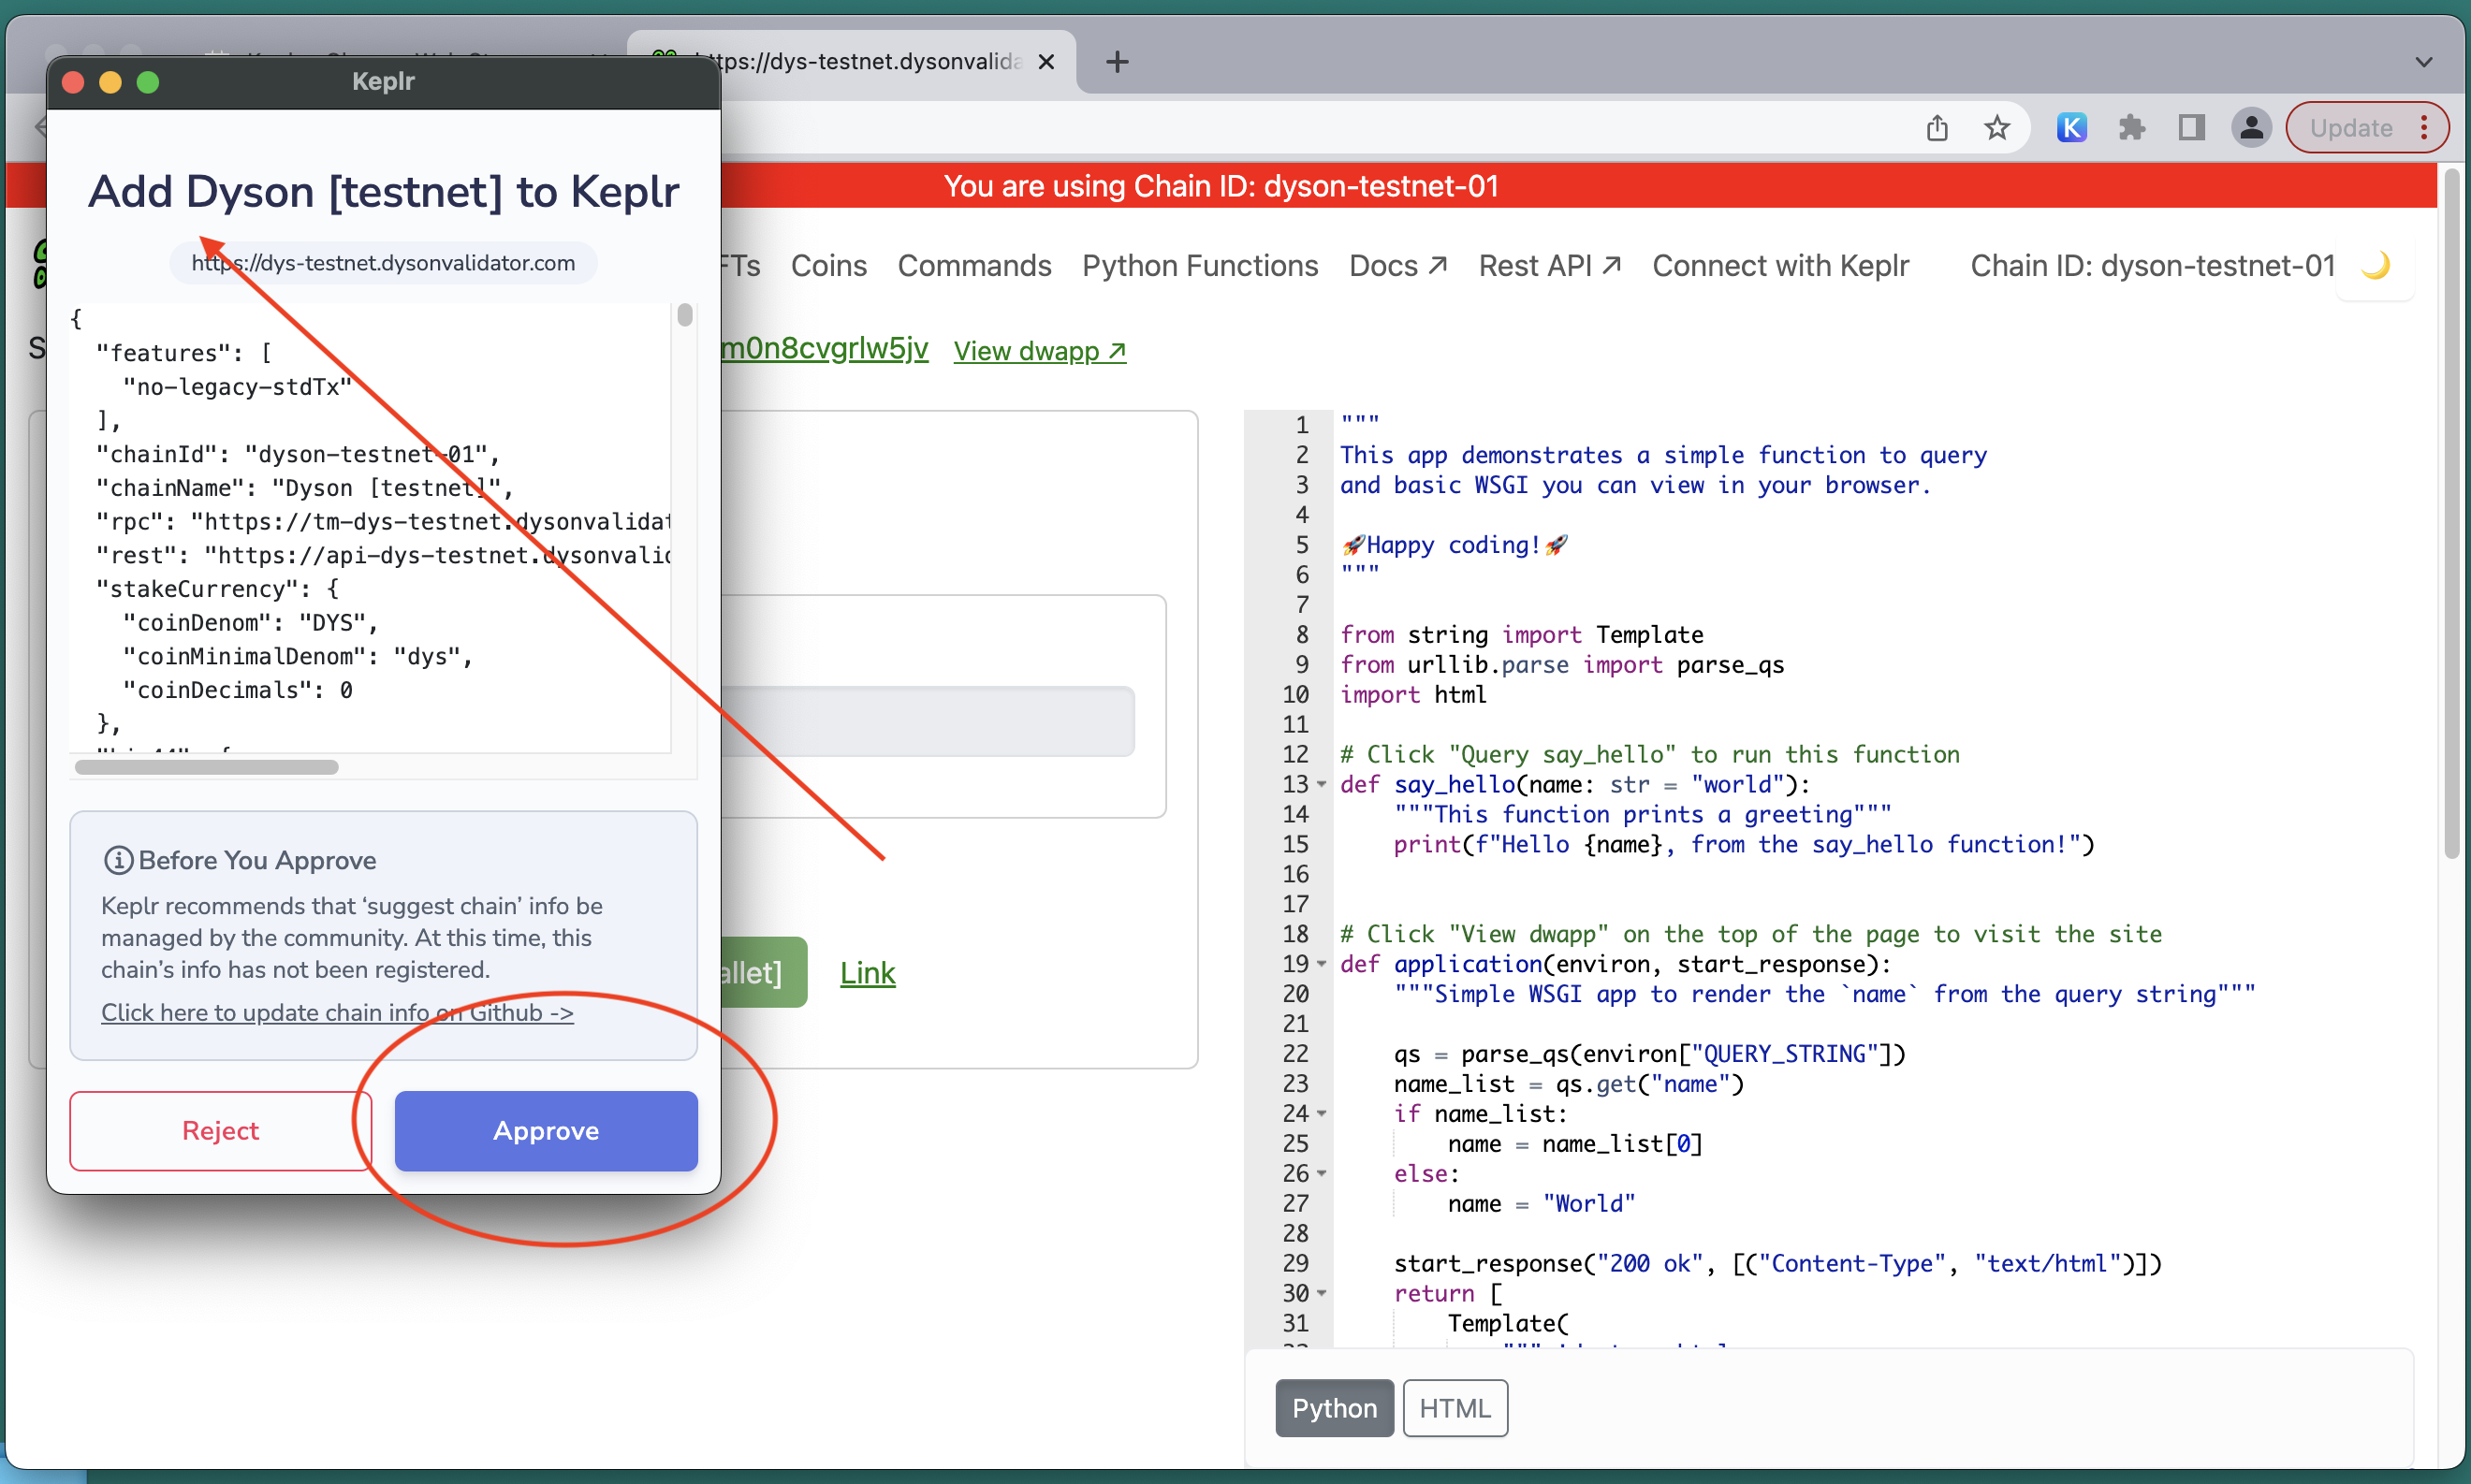 https://dys-testnet.dysonvalida
Keplr
Update
Add Dyson [testnet] to Keplr
https://dys-testnet.dysonvalidator.com
{
"features": [
"no-legacy-stdTx"
],
"chainId": "dyson-testnet-01",
"chainName": "Dyson [testnet]",
"rpc": "https://tm-dys-testnet.dysonvalidat
"rest": "https://api-dys-testnet.dysonvalid
"stakeCurrency": {
"coinDenom": "DYS",
"coinMinimalDenom": "dys",
"coinDecimals": 0
},
Before You Approve
Keplr recommends that ‘suggest chain’ info be
managed by the community. At this time, this
chain’s info has not been registered.
Click here to update chain info on Github ->
Reject
Approve
You are using Chain ID: dyson-testnet-01
FTs Coins Commands Python Functions Docs ↗ Rest API ↗ Connect with Keplr Chain ID: dyson-testnet-01 🌙
m0n8cvgrlw5jv View dwapp ↗
allet] Link
1 """
2 This app demonstrates a simple function to query
3 and basic WSGI you can view in your browser.
4
5 🚀Happy coding!🚀
6 """
7
8 from string import Template
9 from urllib.parse import parse_qs
10 import html
11
12 # Click "Query say_hello" to run this function
13 def say_hello(name: str = "world"):
14 """This function prints a greeting"""
15 print(f"Hello {name}, from the say_hello function!")
16
17
18 # Click "View dwapp" on the top of the page to visit the site
19 def application(environ, start_response):
20 """Simple WSGI app to render the `name` from the query string"""
21
22 qs = parse_qs(environ["QUERY_STRING"])
23 name_list = qs.get("name")
24 if name_list:
25 name = name_list[0]
26 else:
27 name = "World"
28
29 start_response("200 ok", [("Content-Type", "text/html")])
30 return [
31 Template(
Python HTML